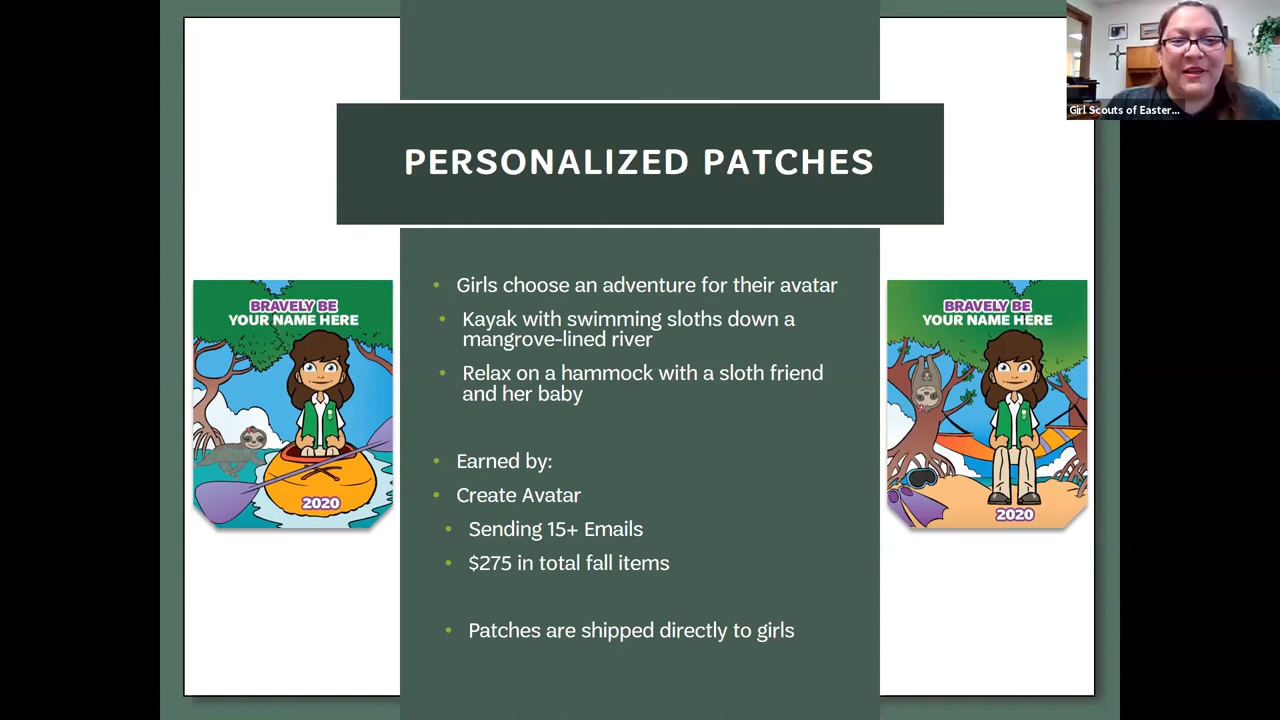 Girl Scouts of Easter...
PERSONALIZED PATCHES
BRAVELY BE
YOUR NAME HERE
2020
• Girls choose an adventure for their avatar
• Kayak with swimming sloths down a
mangrove-lined river
• Relax on a hammock with a sloth friend
and her baby
• Earned by:
• Create Avatar
• Sending 15+ Emails
• $275 in total fall items
• Patches are shipped directly to girls
BRAVELY BE
YOUR NAME HERE
2020